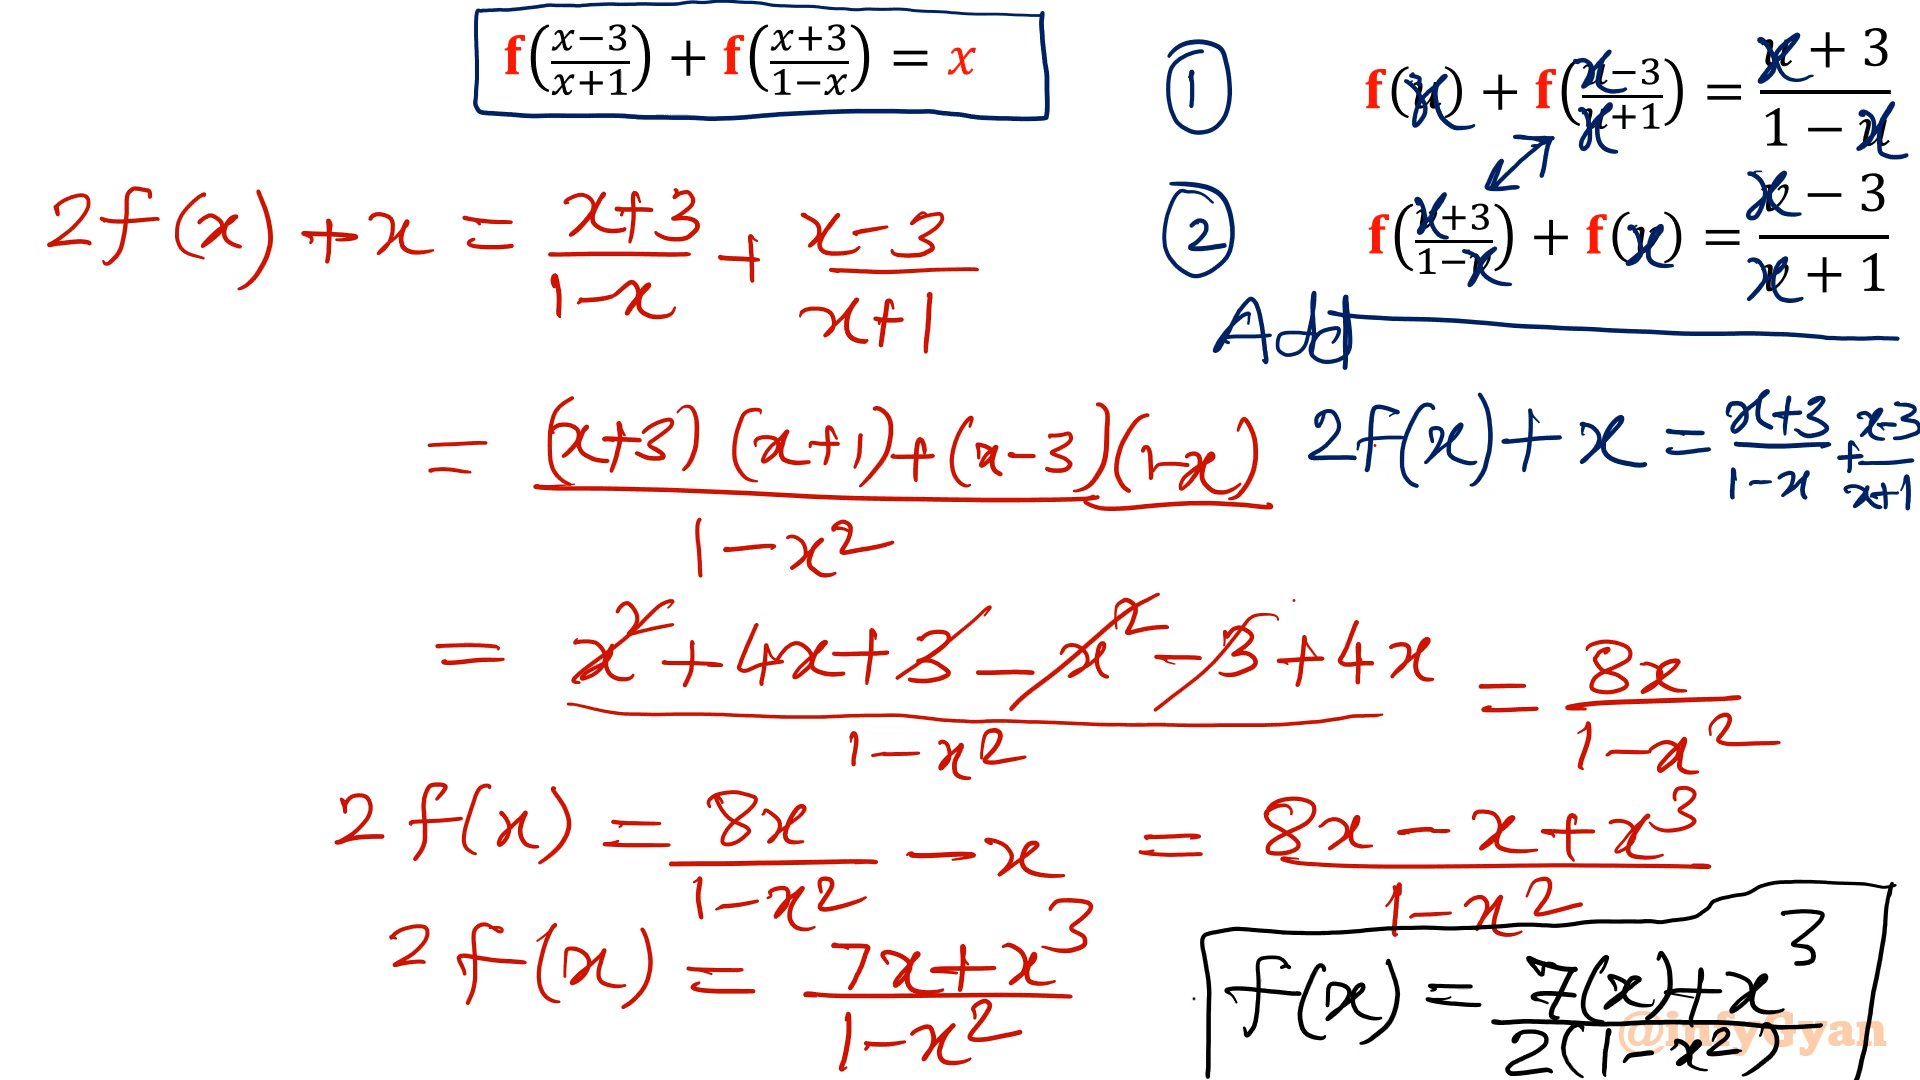 f((x−3)/(x+1)) + f((x+3)/(1−x)) = x
① f(x) + f((x−3)/(x+1)) = (x+3)/(1−x)
② f((x+3)/(1−x)) + f(x) = (x−3)/(x+1)
Add
2f(x) + x = (x+3)/(1−x) + (x−3)/(x+1)
2f(x) + x = (x+3)/(1−x) + (x−3)/(x+1)
= ((x+3)(x+1)+(x−3)(1−x))/(1−x²)
= (x²+4x+3−x²−3+4x)/(1−x²) = 8x/(1−x²)
2f(x) = 8x/(1−x²) − x = (8x−x+x³)/(1−x²)
2f(x) = (7x+x³)/(1−x²)
f(x) = (7(x)+x³)/(2(1−x²))
@infyGyan